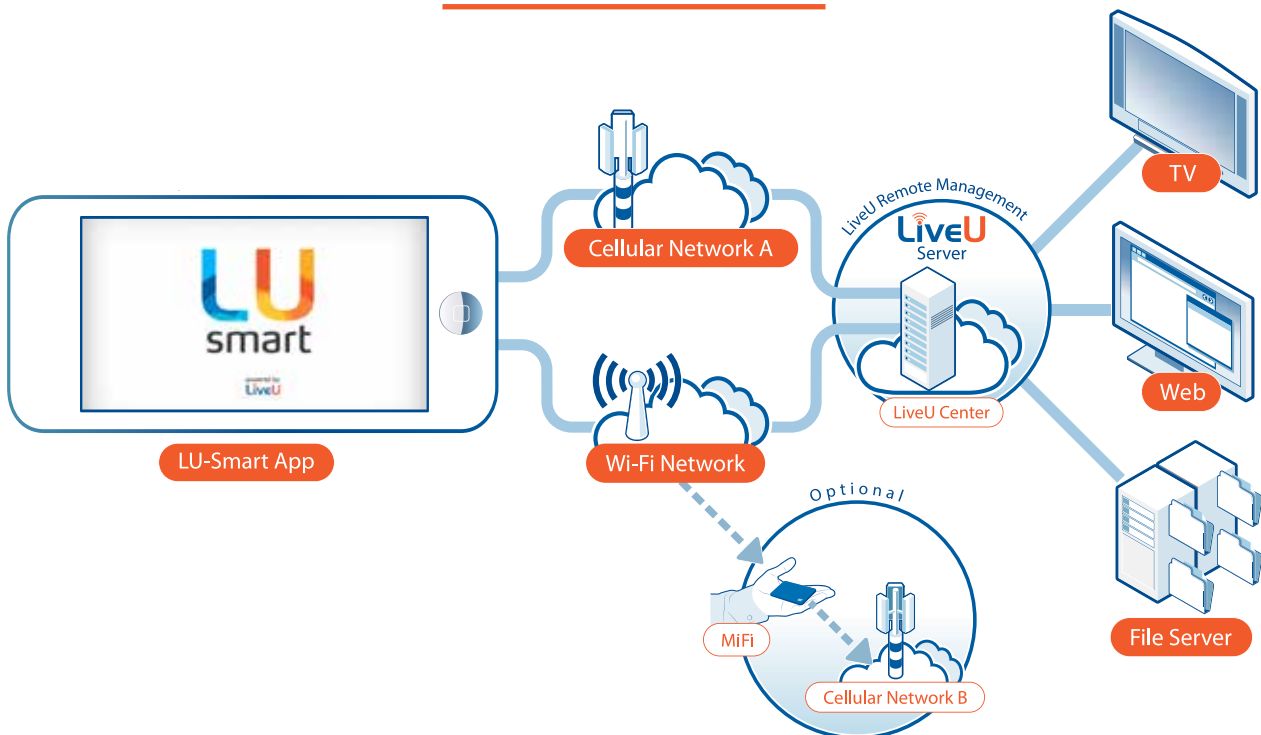 LU
smart
powered by
LiveU
LU-Smart App
Cellular Network A
Wi-Fi Network
LiveU Remote Management
LiveU
Server
LiveU Center
TV
Web
File Server
Optional
MiFi
Cellular Network B